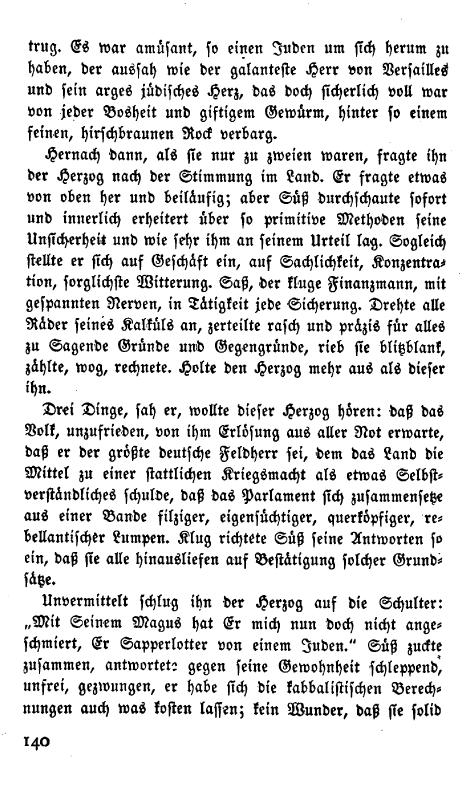 trug. Es war amüsant, so einen Juden um sich herum zu
haben, der aussah wie der galanteste Herr von Versailles
und sein arges jüdisches Herz, das doch sicherlich voll war
von jeder Bosheit und giftigem Gewürm, hinter so einem
feinen, hirschbraunen Rock verbarg.
Hernach dann, als sie nur zu zweien waren, fragte ihn
der Herzog nach der Stimmung im Land. Er fragte etwas
von oben her und beiläufig; aber Süß durchschaute sofort
und innerlich erheitert über so primitive Methoden seine
Unsicherheit und wie sehr ihm an seinem Urteil lag. Sogleich
stellte er sich auf Geschäft ein, auf Sachlichkeit, Konzentra-
tion, sorglichste Witterung. Saß, der kluge Finanzmann, mit
gespannten Nerven, in Tätigkeit jede Sicherung. Drehte alle
Räder seines Kalküls an, zerteilte rasch und präzis für alles
zu Sagende Gründe und Gegengründe, rieb sie blitzblank,
zählte, wog, rechnete. Holte den Herzog mehr aus als dieser
ihn.
Drei Dinge, sah er, wollte dieser Herzog hören: daß das
Volk, unzufrieden, von ihm Erlösung aus aller Not erwarte,
daß er der größte deutsche Feldherr sei, dem das Land die
Mittel zu einer stattlichen Kriegsmacht als etwas Selbst-
verständliches schulde, daß das Parlament sich zusammensetze
aus einer Bande filziger, eigensüchtiger, querköpfiger, re-
bellantischer Lumpen. Klug richtete Süß seine Antworten so
ein, daß sie alle hinausliefen auf Bestätigung solcher Grund-
sätze.
Unvermittelt schlug ihn der Herzog auf die Schulter:
„Mit Seinem Magus hat Er mich nun doch nicht ange-
schmiert, Er Sapperlotter von einem Juden.“ Süß zuckte
zusammen, antwortete gegen seine Gewohnheit schleppend,
unfrei, gezwungen, er habe sich die kabbalistischen Berech-
nungen auch was kosten lassen; kein Wunder, daß sie solid
140